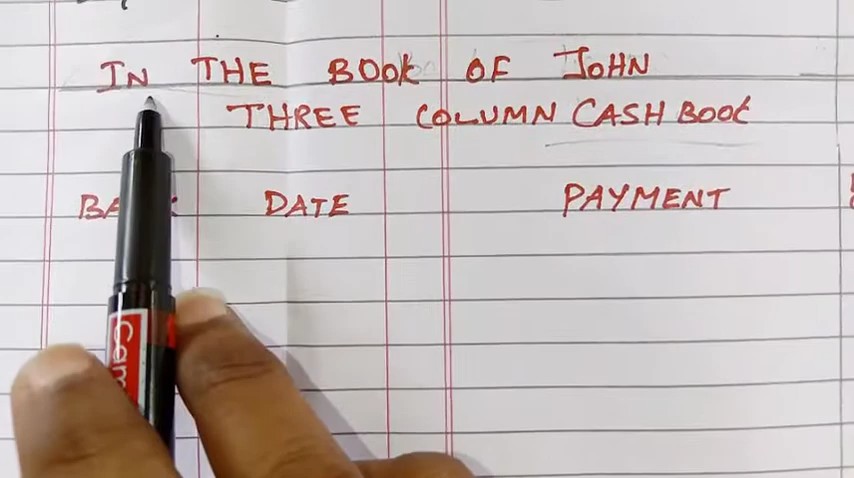 IN THE BOOK OF JOHN
THREE COLUMN CASH BOOK
DATE PAYMENT